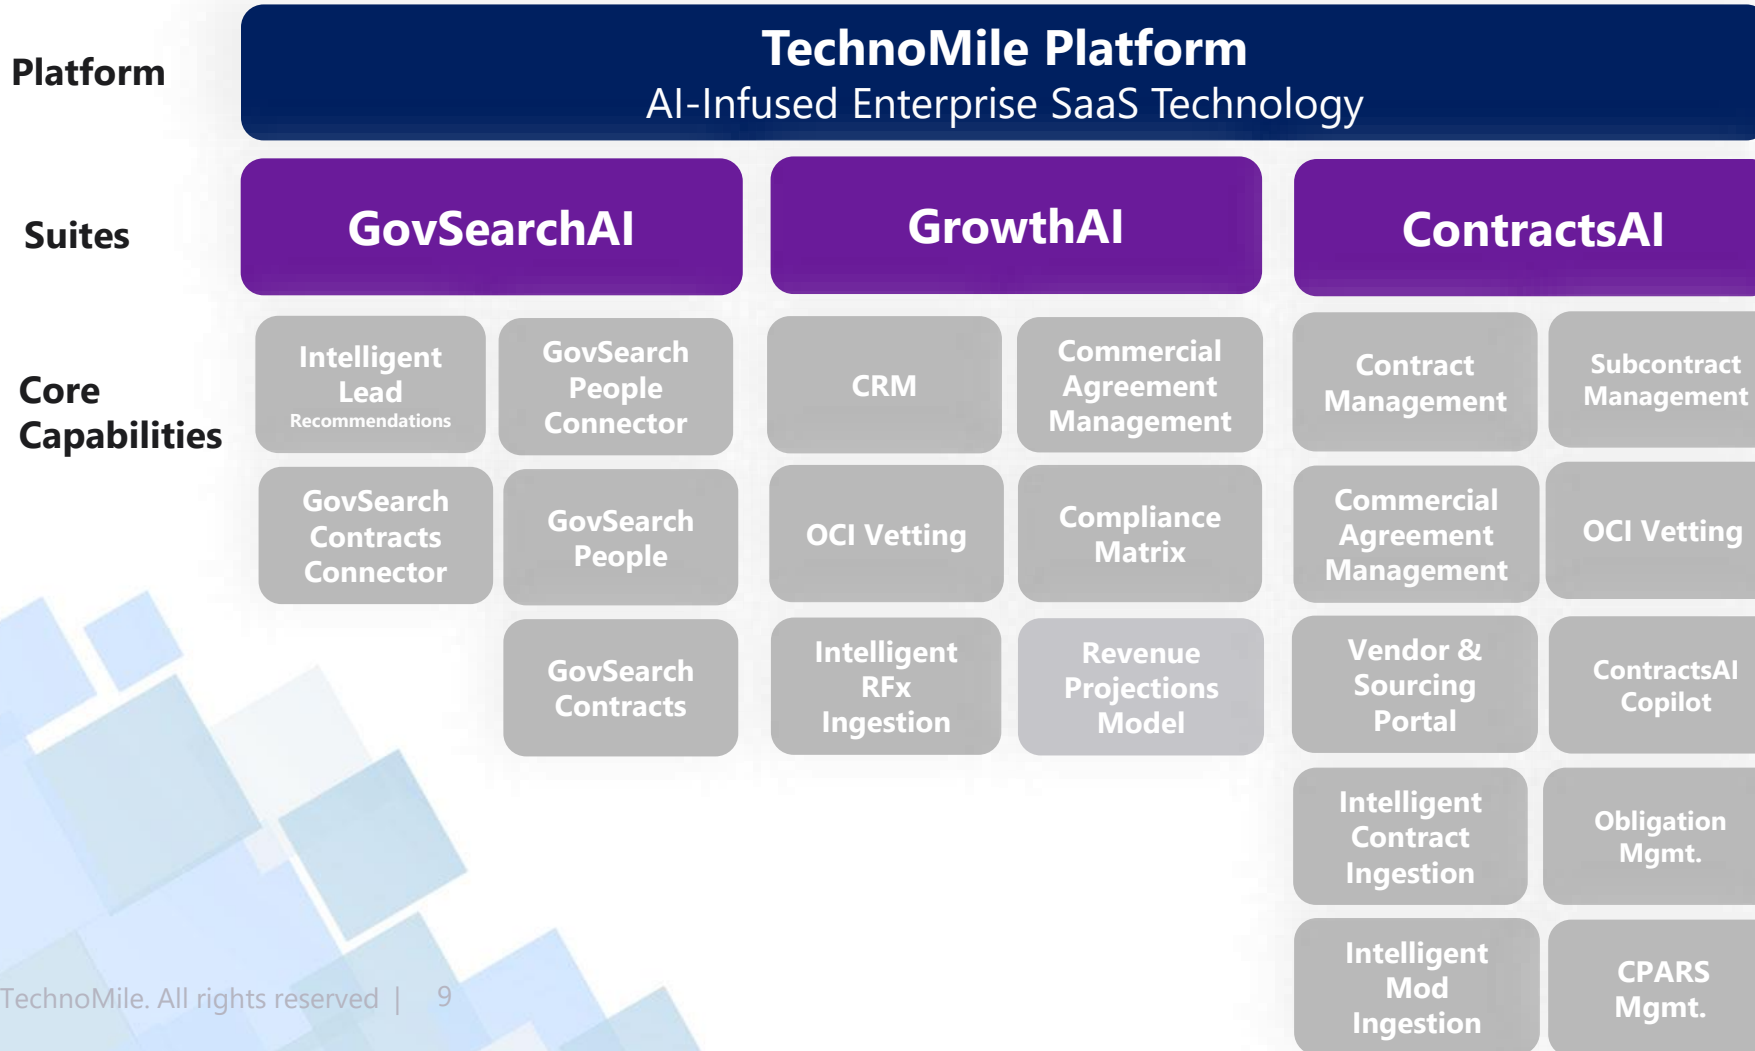 Platform
TechnoMile Platform
AI-Infused Enterprise SaaS Technology
Suites
GovSearchAI
GrowthAI
ContractsAI
Core
Capabilities
Intelligent
Lead
Recommendations
GovSearch
People
Connector
CRM
Commercial
Agreement
Management
Contract
Management
Subcontract
Management
GovSearch
Contracts
Connector
GovSearch
People
OCI Vetting
Compliance
Matrix
Commercial
Agreement
Management
OCI Vetting
GovSearch
Contracts
Intelligent
RFx
Ingestion
Revenue
Projections
Model
Vendor &
Sourcing
Portal
ContractsAI
Copilot
Intelligent
Contract
Ingestion
Obligation
Mgmt.
Intelligent
Mod
Ingestion
CPARS
Mgmt.
TechnoMile. All rights reserved | 9